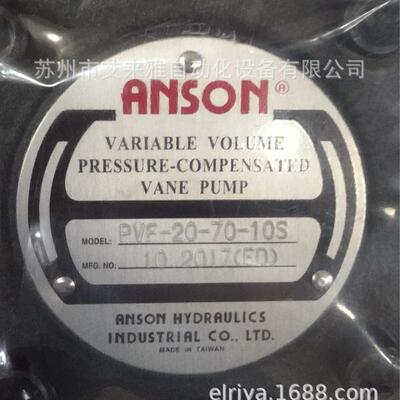 苏州市艾来雅自动化设备有限公司
ANSON®
VARIABLE VOLUME
PRESSURE-COMPENSATED
VANE PUMP
MODEL: PVF-20-70-10S
MFG. NO: 10 2017(ED)
ANSON HYDRAULICS
INDUSTRIAL CO., LTD.
MADE IN TAIWAN
elriya.1688.com